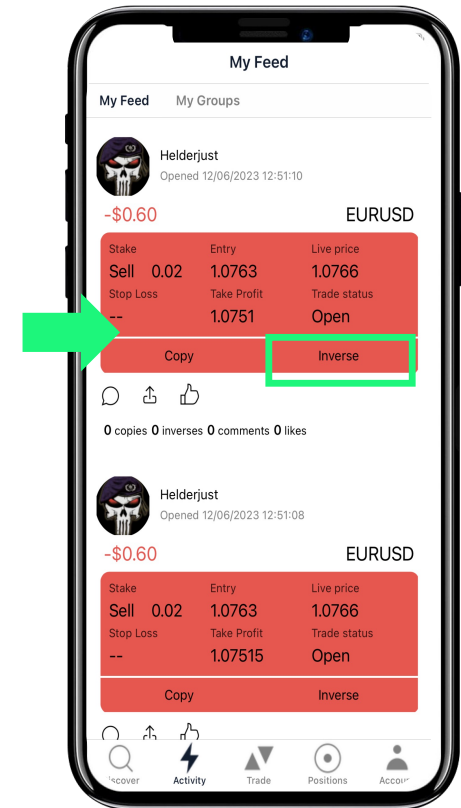 My Feed
My Feed My Groups
Helderjust
Opened 12/06/2023 12:51:10
-$0.60 EURUSD
Stake Entry Live price
Sell 0.02 1.0763 1.0766
Stop Loss Take Profit Trade status
-- 1.0751 Open
Copy Inverse
0 copies 0 inverses 0 comments 0 likes
Helderjust
Opened 12/06/2023 12:51:08
-$0.60 EURUSD
Stake Entry Live price
Sell 0.02 1.0763 1.0766
Stop Loss Take Profit Trade status
-- 1.07515 Open
Copy Inverse
iscover Activity Trade Positions Accou